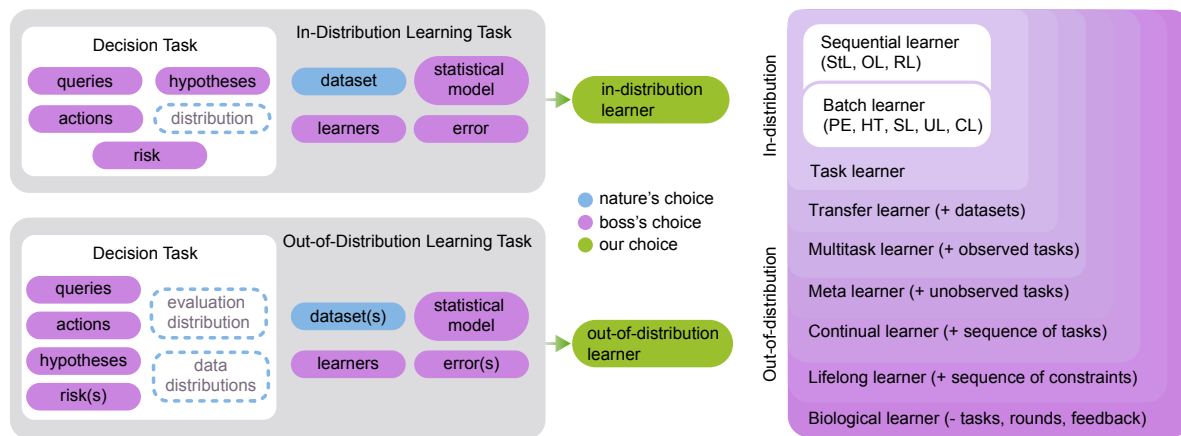 In-Distribution Learning Task
Decision Task
queries
hypotheses
actions
distribution
risk
dataset
statistical
model
learners
error
in-distribution
learner
nature's choice
boss's choice
our choice
Out-of-Distribution Learning Task
Decision Task
queries
actions
hypotheses
risk(s)
evaluation
distribution
data
distributions
dataset(s)
statistical
model
learners
error(s)
out-of-distribution
learner
In-distribution
Sequential learner
(StL, OL, RL)
Batch learner
(PE, HT, SL, UL, CL)
Task learner
Out-of-distribution
Transfer learner (+ datasets)
Multitask learner (+ observed tasks)
Meta learner (+ unobserved tasks)
Continual learner (+ sequence of tasks)
Lifelong learner (+ sequence of constraints)
Biological learner (- tasks, rounds, feedback)